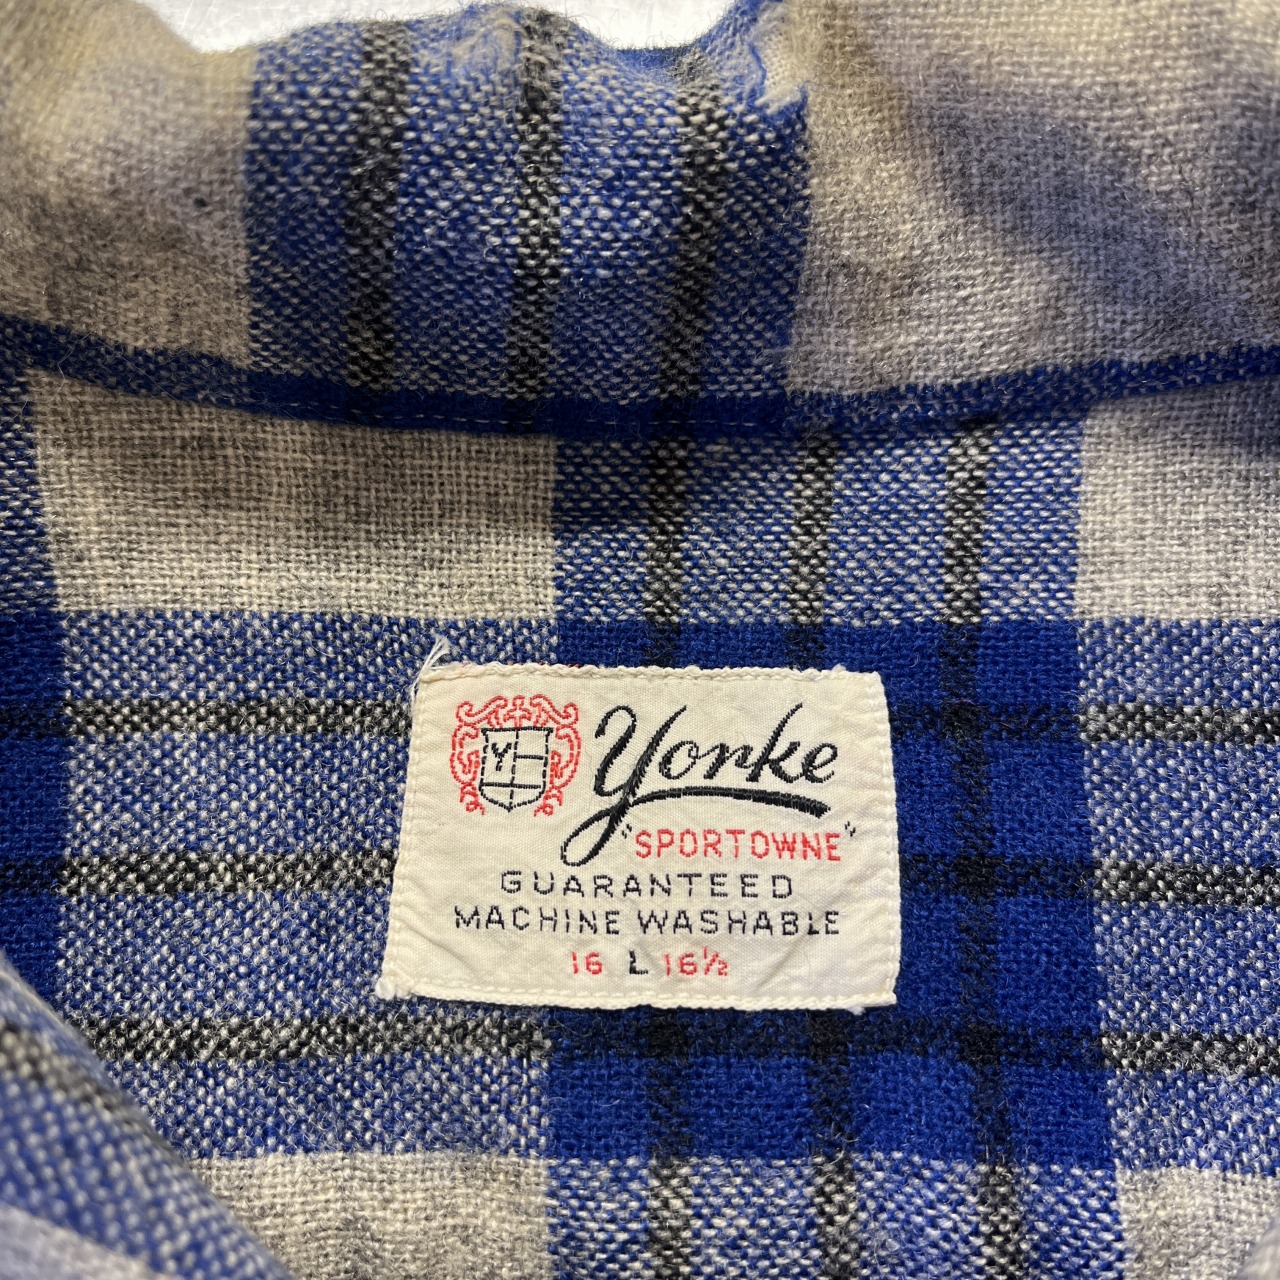 Y
Yorke
"SPORTOWNE"
GUARANTEED
MACHINE WASHABLE
16 L 16½